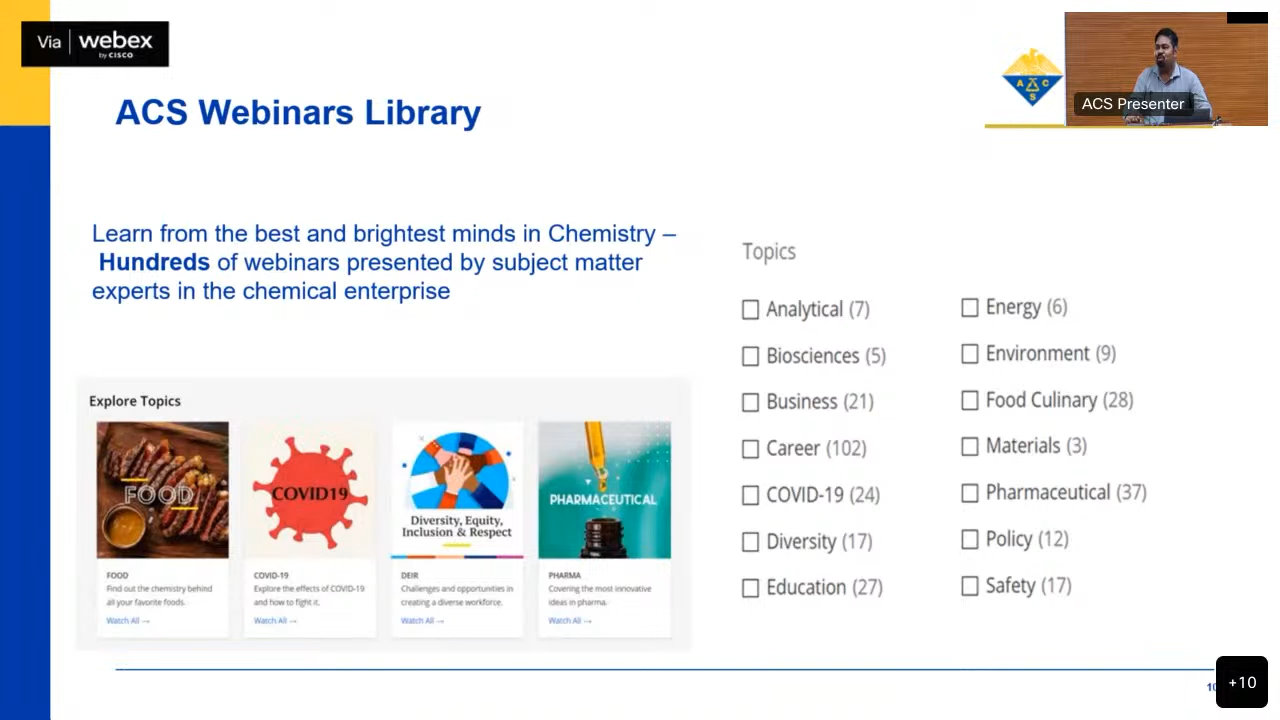 Via webex
by CISCO
ACS Webinars Library
A C S
ACS Presenter
Learn from the best and brightest minds in Chemistry –
Hundreds of webinars presented by subject matter
experts in the chemical enterprise
Explore Topics
FOOD
COVID19
Diversity, Equity,
Inclusion & Respect
PHARMACEUTICAL
FOOD
Find out the chemistry behind
all your favorite foods.
Watch All →
COVID-19
Explore the effects of COVID-19
and how to fight it.
Watch All →
DEIR
Challenges and opportunities in
creating a diverse workforce.
Watch All →
PHARMA
Covering the most innovative
ideas in pharma.
Watch All →
Topics
Analytical (7)
Biosciences (5)
Business (21)
Career (102)
COVID-19 (24)
Diversity (17)
Education (27)
Energy (6)
Environment (9)
Food Culinary (28)
Materials (3)
Pharmaceutical (37)
Policy (12)
Safety (17)
+10